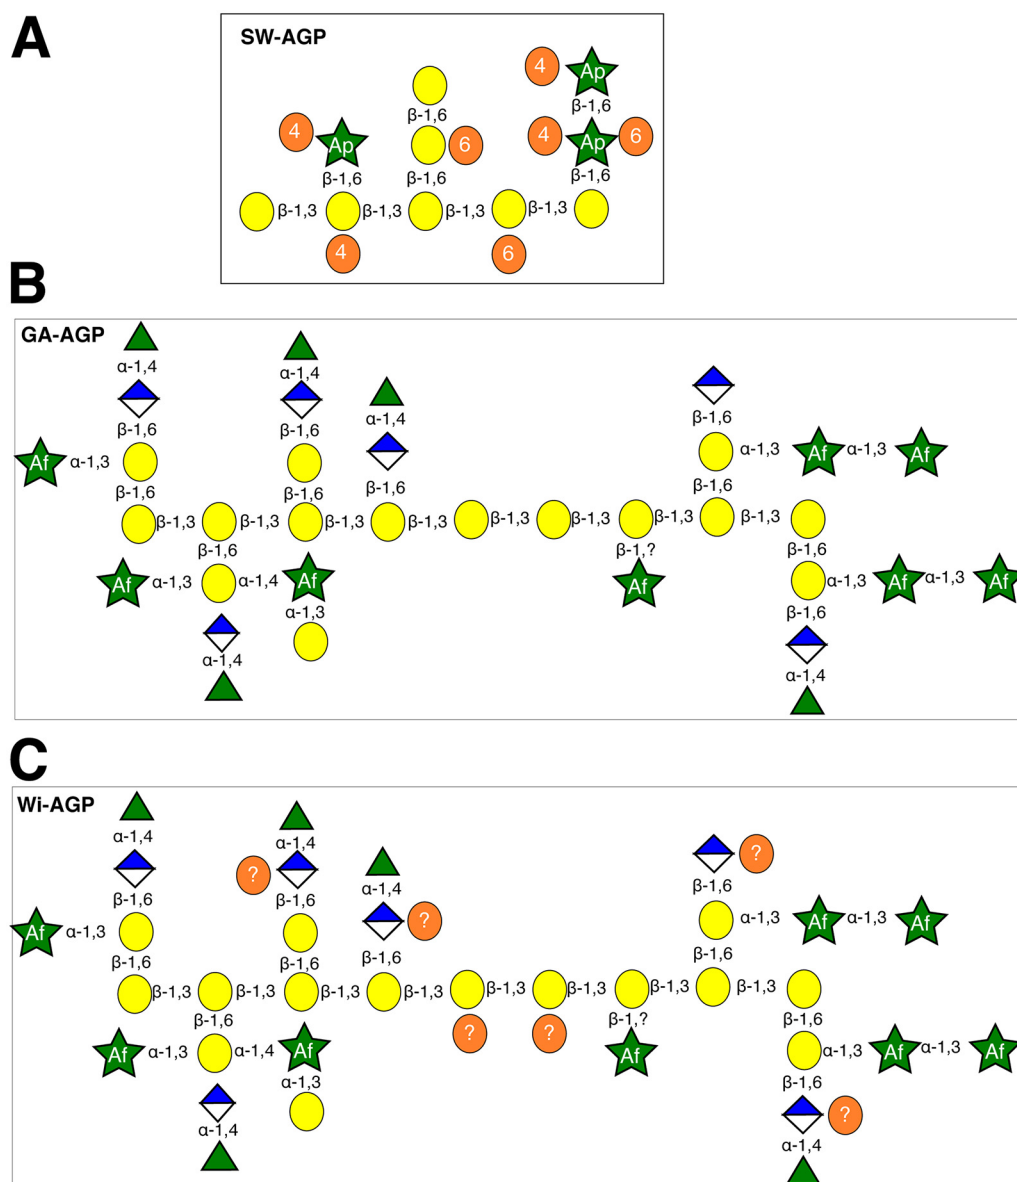 A
SW-AGP
4 Ap
β-1,6
4 Ap β-1,6 6 4 Ap 6
β-1,6 β-1,6 β-1,6
β-1,3 β-1,3 β-1,3 β-1,3
4 6
B
GA-AGP
α-1,4 α-1,4
α-1,4
β-1,6 β-1,6 β-1,6
Af α-1,3 α-1,3 Af α-1,3 Af
β-1,6 β-1,6 β-1,6 β-1,6
β-1,3 β-1,3 β-1,3 β-1,3 β-1,3 β-1,3 β-1,3 β-1,3
β-1,6 β-1,? β-1,6
Af α-1,3 α-1,4 Af Af α-1,3 Af α-1,3 Af
α-1,3 β-1,6
α-1,4 α-1,4
C
Wi-AGP
α-1,4 α-1,4
? α-1,4 ?
β-1,6 β-1,6 β-1,6
Af α-1,3 ? α-1,3 Af α-1,3 Af
β-1,6 β-1,6 β-1,6 β-1,6
β-1,3 β-1,3 β-1,3 β-1,3 β-1,3 β-1,3 β-1,3 β-1,3
β-1,6 ? ? β-1,? β-1,6
Af α-1,3 α-1,4 Af Af α-1,3 Af α-1,3 Af
α-1,3 β-1,6
α-1,4 ?
α-1,4